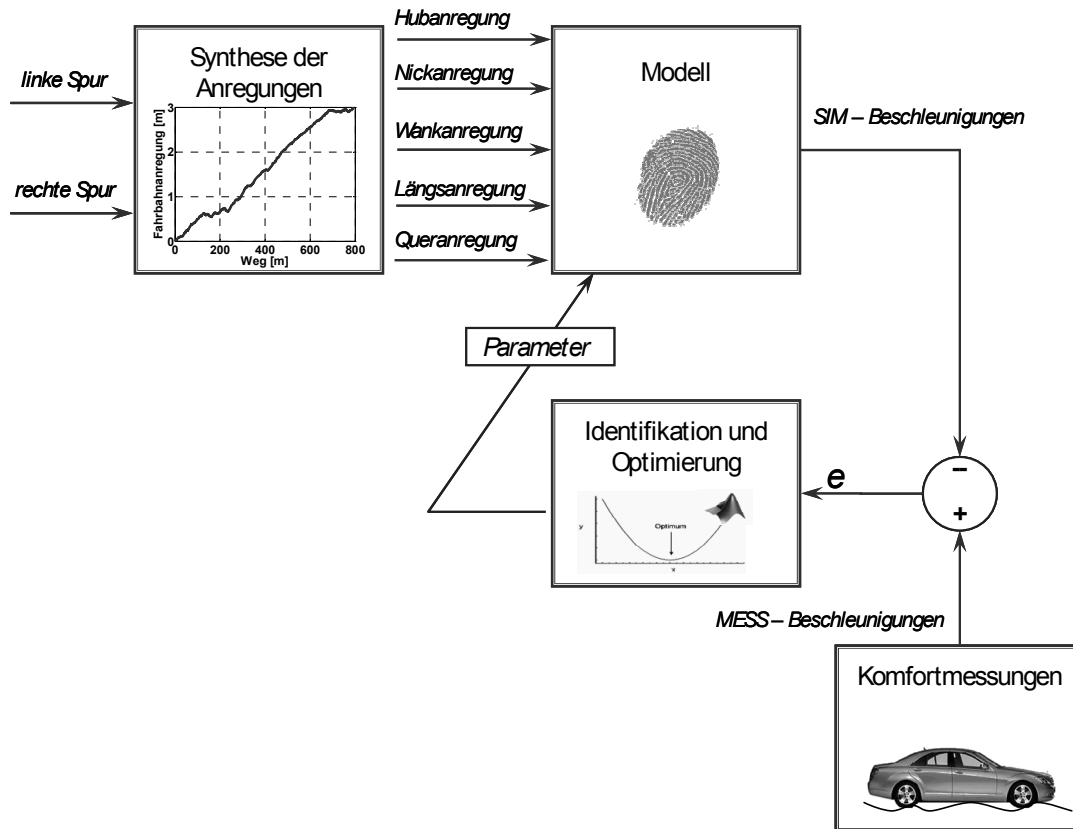 linke Spur
rechte Spur
Synthese der
Anregungen
Fahrbahnanregung [m]
3
2
1
0
0 200 400 600 800
Weg [m]
Hubanregung
Nickanregung
Wankanregung
Längsanregung
Queranregung
Modell
SIM – Beschleunigungen
Parameter
Identifikation und
Optimierung
y
Optimum
x
e
–
+
MESS – Beschleunigungen
Komfortmessungen